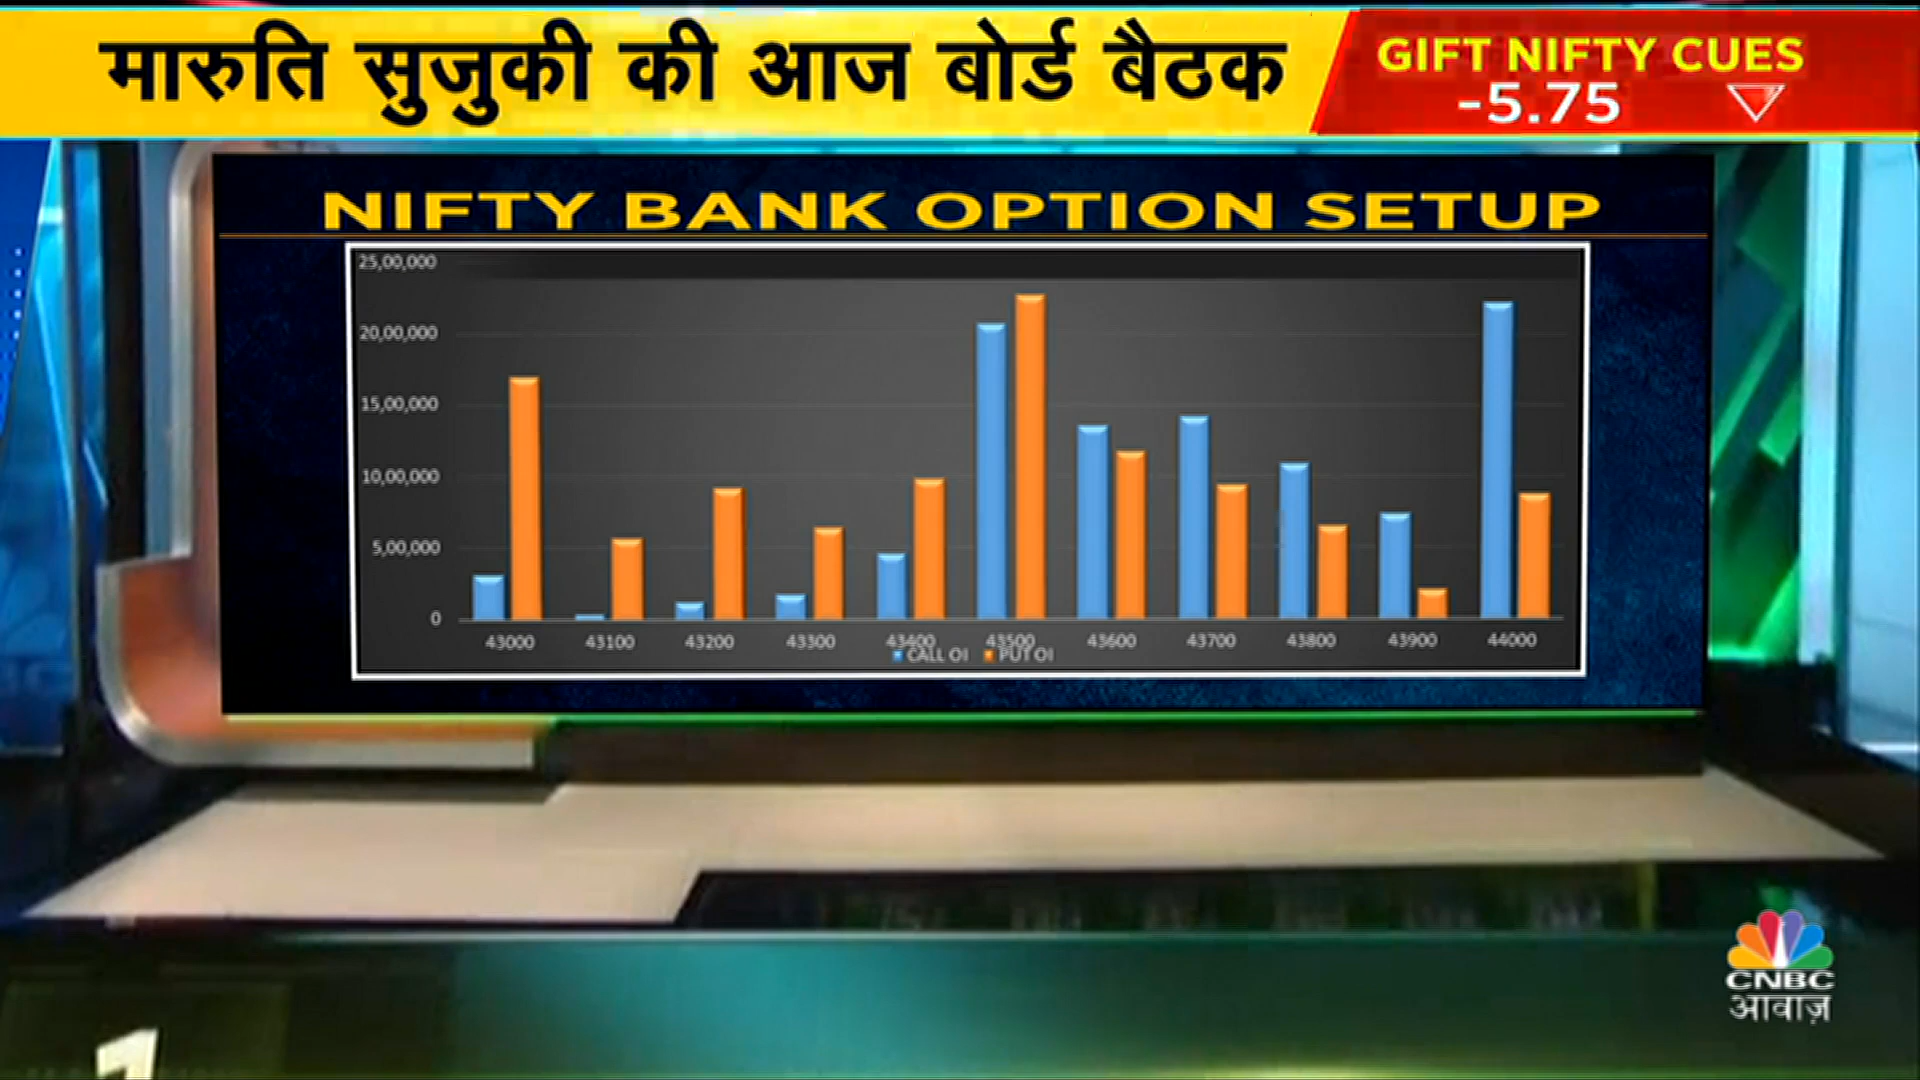 मारुति सुजुकी की आज बोर्ड बैठक
GIFT NIFTY CUES
-5.75
NIFTY BANK OPTION SETUP
25,00,000
20,00,000
15,00,000
10,00,000
5,00,000
0
43000 43100 43200 43300 43400 43500 43600 43700 43800 43900 44000
CALL OI PUT OI
CNBC
आवाज़
1